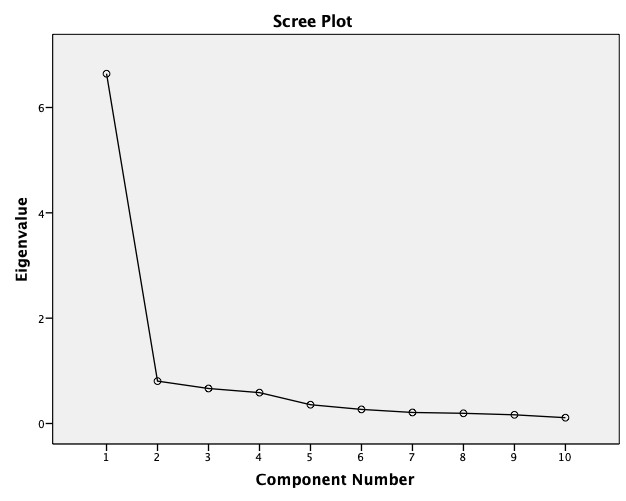 Scree Plot
Eigenvalue
6
4
2
0
1 2 3 4 5 6 7 8 9 10
Component Number